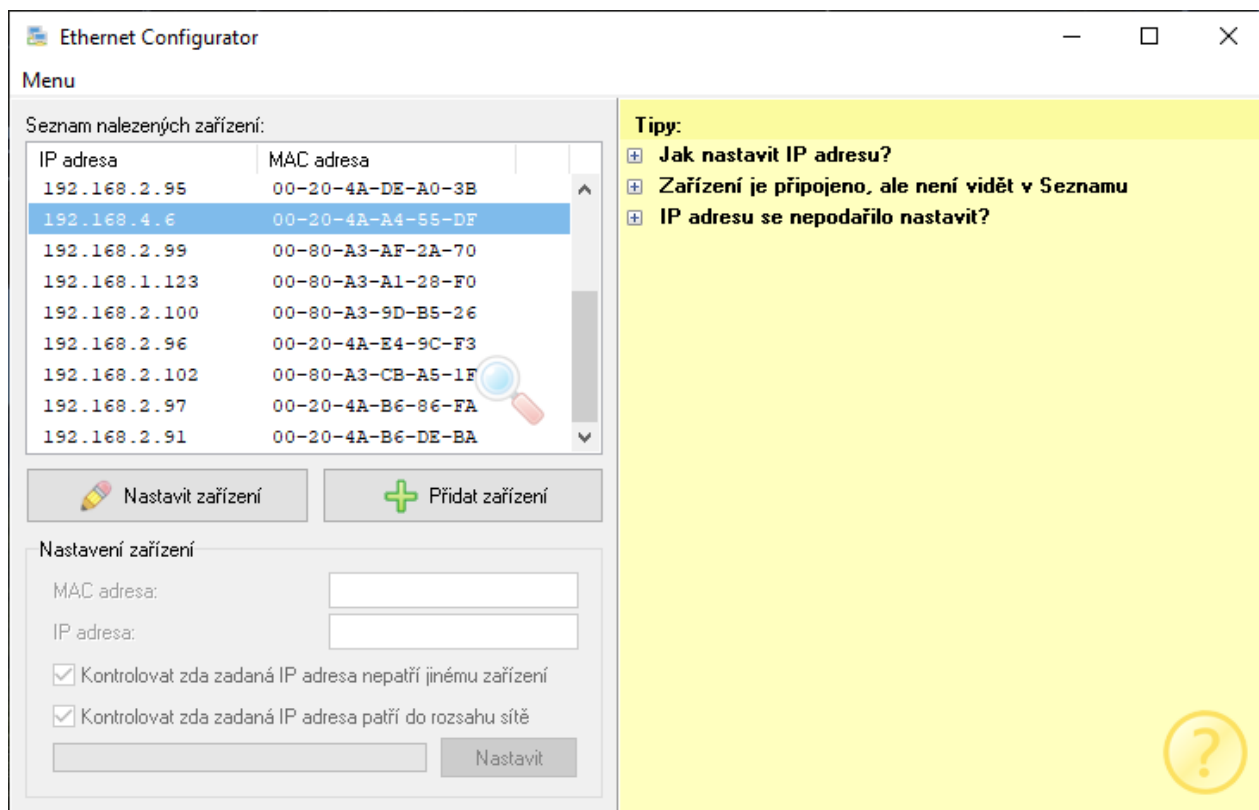 Ethernet Configurator
Menu
Seznam nalezených zařízení:
IP adresa MAC adresa
192.168.2.95 00-20-4A-DE-A0-3B
192.168.4.6 00-20-4A-A4-55-DF
192.168.2.99 00-80-A3-AF-2A-70
192.168.1.123 00-80-A3-A1-28-F0
192.168.2.100 00-80-A3-9D-B5-26
192.168.2.96 00-20-4A-E4-9C-F3
192.168.2.102 00-80-A3-CB-A5-1F
192.168.2.97 00-20-4A-B6-86-FA
192.168.2.91 00-20-4A-B6-DE-BA
Nastavit zařízení Přidat zařízení
Nastavení zařízení
MAC adresa:
IP adresa:
Kontrolovat zda zadaná IP adresa nepatří jinému zařízení
Kontrolovat zda zadaná IP adresa patří do rozsahu sítě
Nastavit
Tipy:
Jak nastavit IP adresu?
Zařízení je připojeno, ale není vidět v Seznamu
IP adresu se nepodařilo nastavit?
?